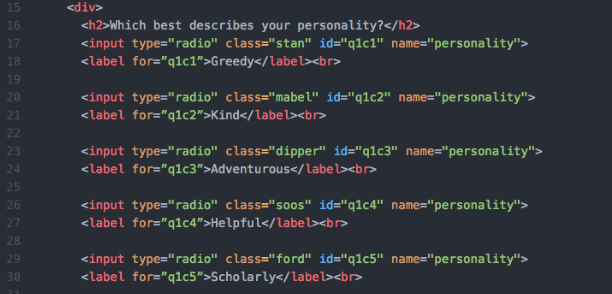 15 <div>
16 <h2>Which best describes your personality?</h2>
17 <input type="radio" class="stan" id="q1c1" name="personality">
18 <label for=”q1c1”>Greedy</label><br>
19
20 <input type="radio" class="mabel" id="q1c2" name="personality">
21 <label for=”q1c2”>Kind</label><br>
22
23 <input type="radio" class="dipper" id="q1c3" name="personality">
24 <label for=”q1c3”>Adventurous</label><br>
25
26 <input type="radio" class="soos" id="q1c4" name="personality">
27 <label for=”q1c4”>Helpful</label><br>
28
29 <input type="radio" class="ford" id="q1c5" name="personality">
30 <label for=”q1c5”>Scholarly</label><br>